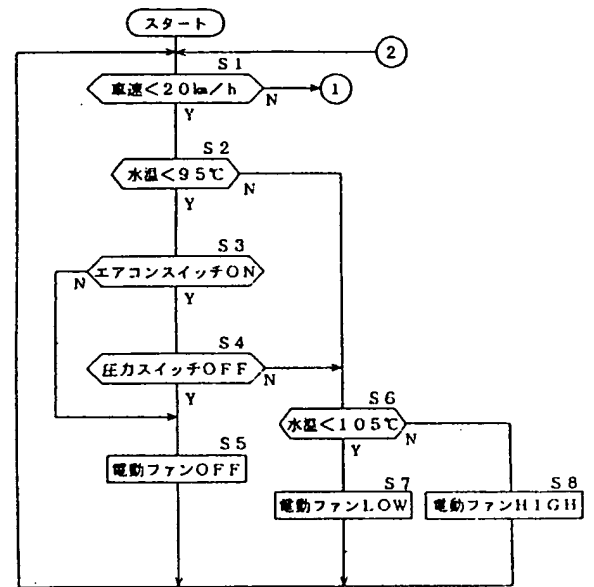 スタート
②
S1
車速<20km/h
N
①
Y
S2
水温<95℃
N
Y
S3
エアコンスイッチON
N
Y
S4
圧力スイッチOFF
N
Y
S6
水温<105℃
N
Y
S5
電動ファンOFF
S7
電動ファンLOW
S8
電動ファンHIGH